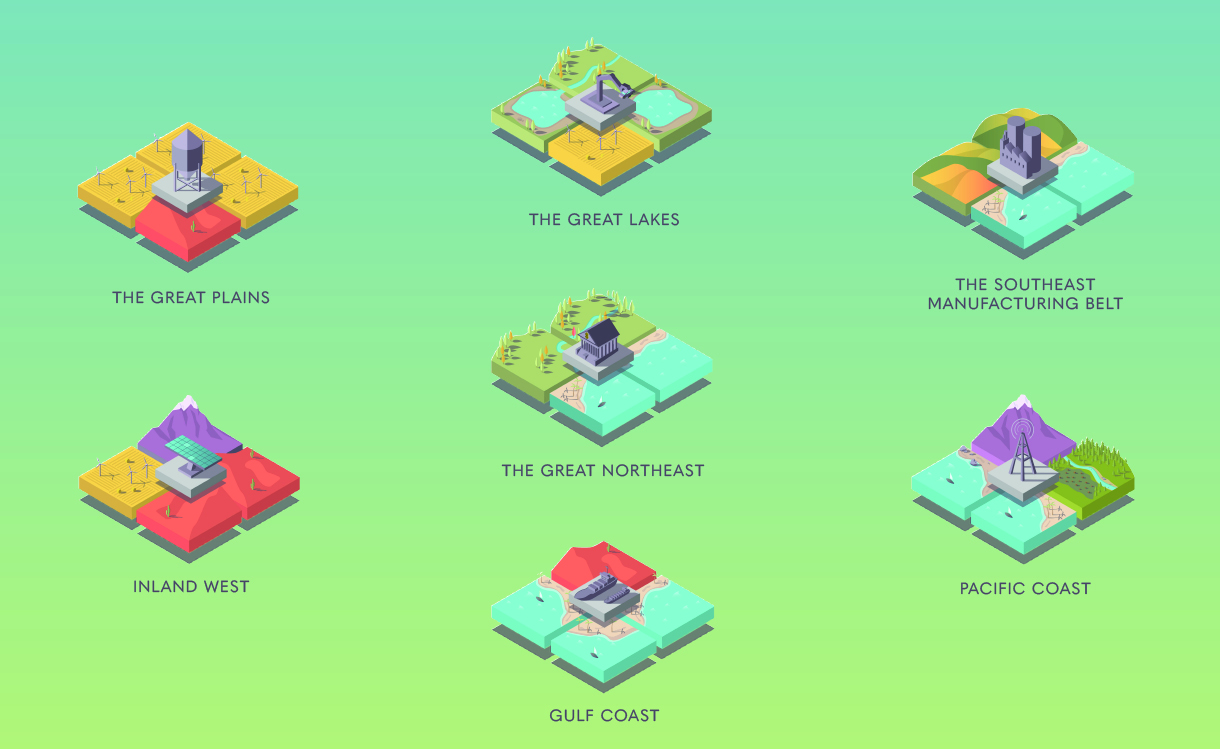 THE GREAT LAKES
THE GREAT PLAINS
THE SOUTHEAST
MANUFACTURING BELT
THE GREAT NORTHEAST
INLAND WEST
PACIFIC COAST
GULF COAST